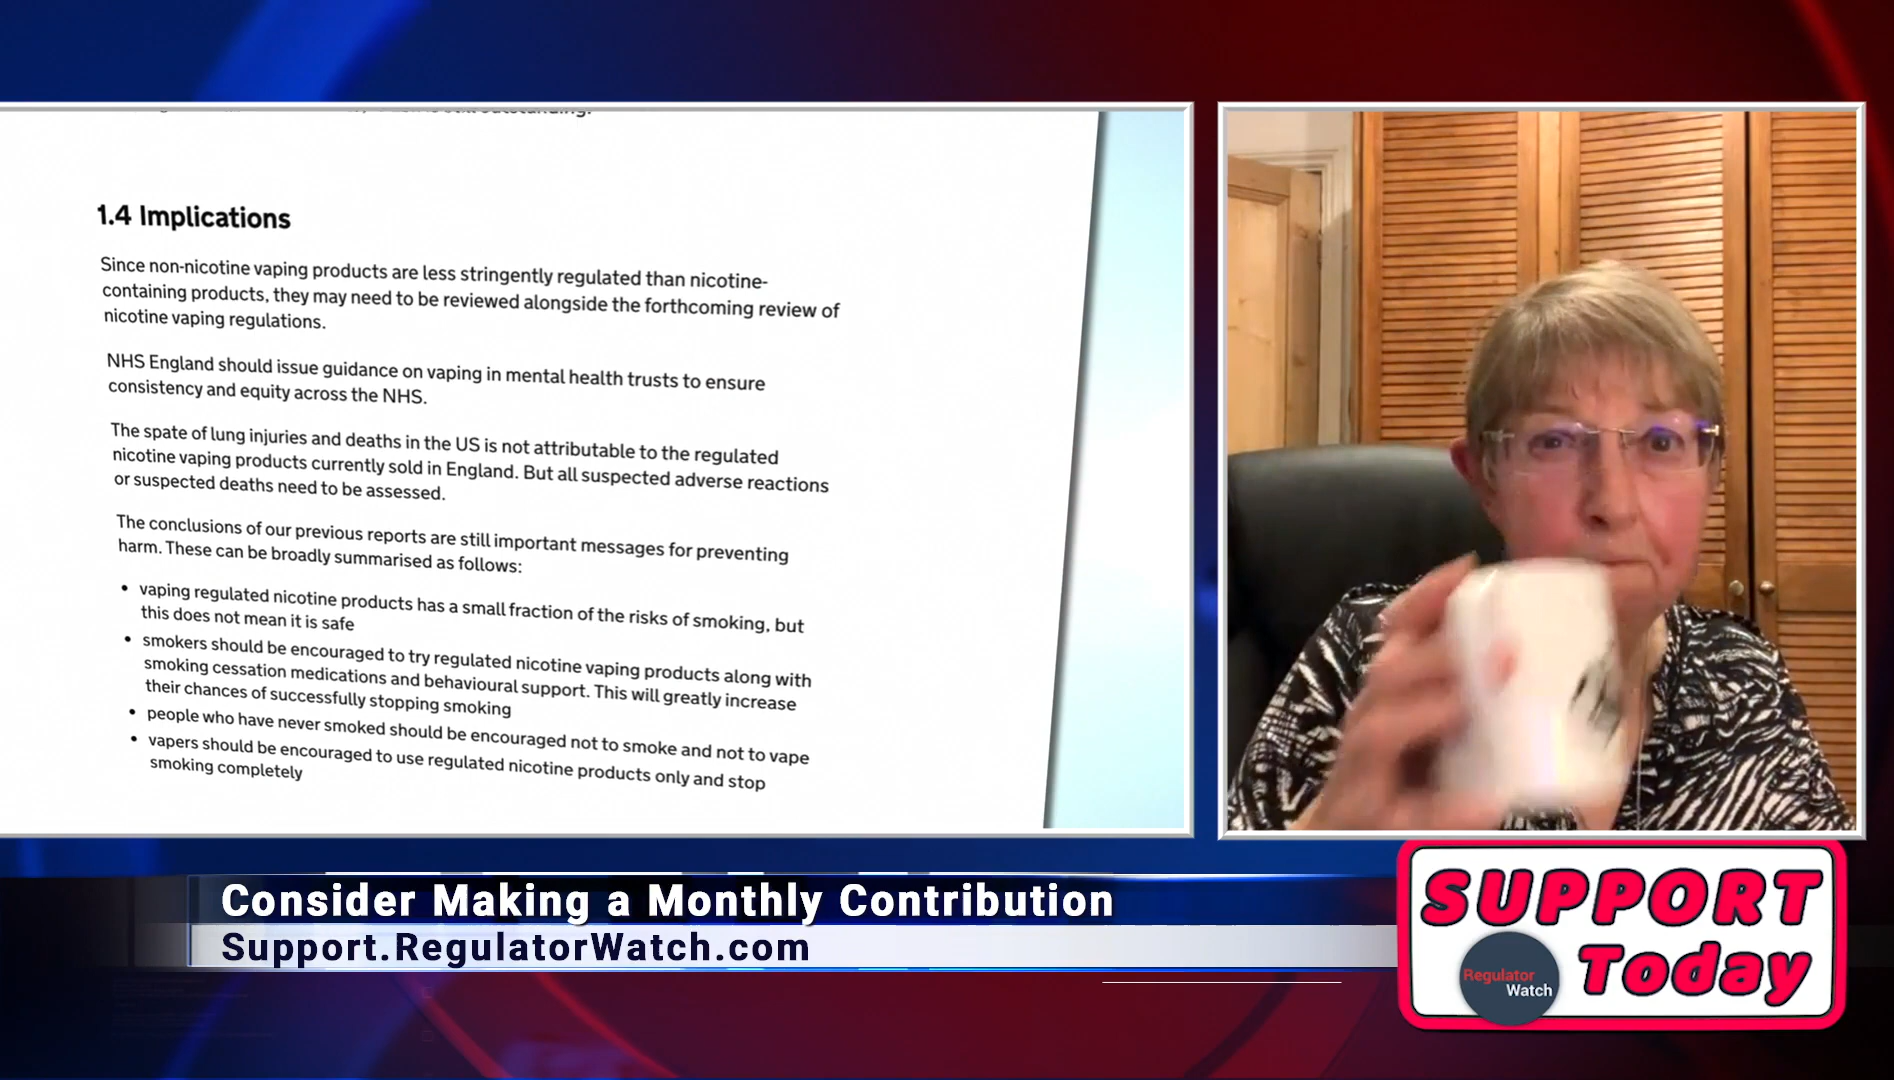 1.4 Implications
Since non-nicotine vaping products are less stringently regulated than nicotine-
containing products, they may need to be reviewed alongside the forthcoming review of
nicotine vaping regulations.
NHS England should issue guidance on vaping in mental health trusts to ensure
consistency and equity across the NHS.
The spate of lung injuries and deaths in the US is not attributable to the regulated
nicotine vaping products currently sold in England. But all suspected adverse reactions
or suspected deaths need to be assessed.
The conclusions of our previous reports are still important messages for preventing
harm. These can be broadly summarised as follows:
• vaping regulated nicotine products has a small fraction of the risks of smoking, but
this does not mean it is safe
• smokers should be encouraged to try regulated nicotine vaping products along with
smoking cessation medications and behavioural support. This will greatly increase
their chances of successfully stopping smoking
• people who have never smoked should be encouraged not to smoke and not to vape
• vapers should be encouraged to use regulated nicotine products only and stop
smoking completely
Consider Making a Monthly Contribution
Support.RegulatorWatch.com
SUPPORT
Today
Regulator
Watch